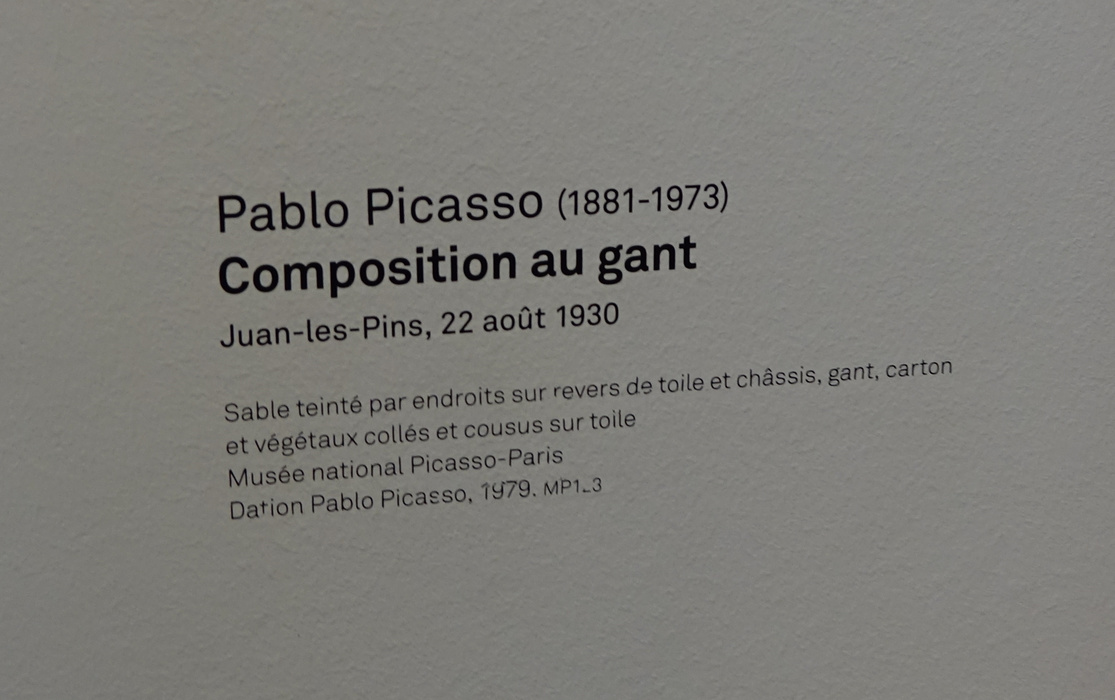 Pablo Picasso (1881-1973)
Composition au gant
Juan-les-Pins, 22 août 1930
Sable teinté par endroits sur revers de toile et châssis, gant, carton
et végétaux collés et cousus sur toile
Musée national Picasso-Paris
Dation Pablo Picasso, 1979.